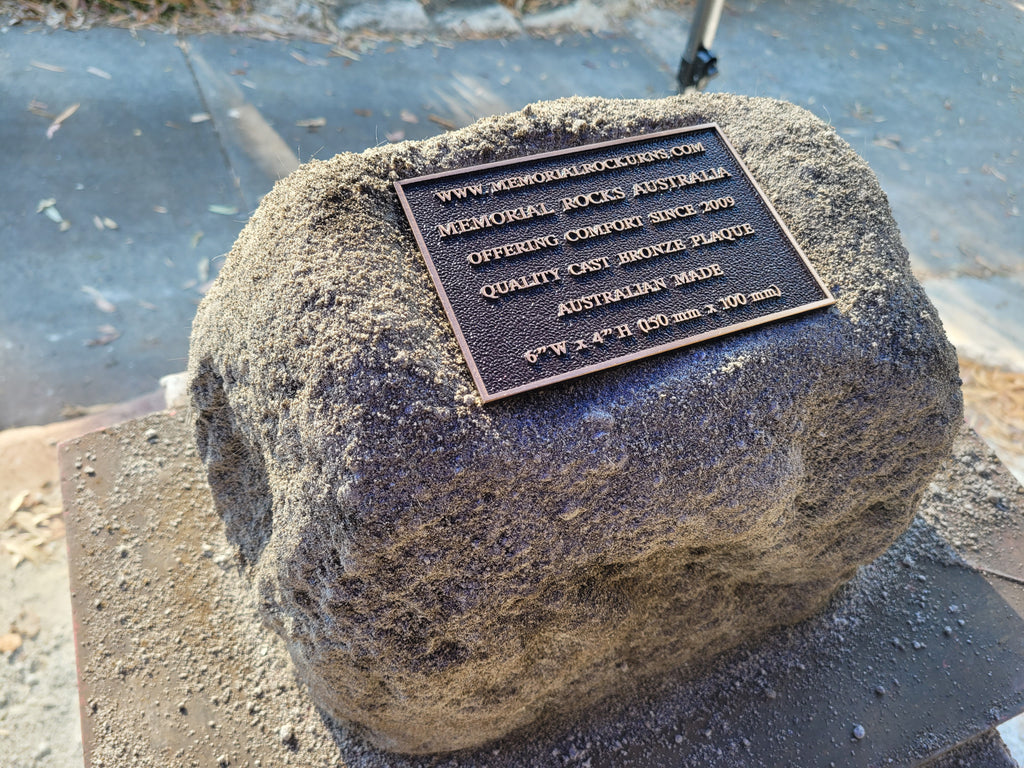 WWW.MEMORIALROCKURNS.COM
MEMORIAL ROCKS AUSTRALIA
OFFERING COMFORT SINCE 2009
QUALITY CAST BRONZE PLAQUE
AUSTRALIAN MADE
6” W x 4” H (150 mm x 100 mm)